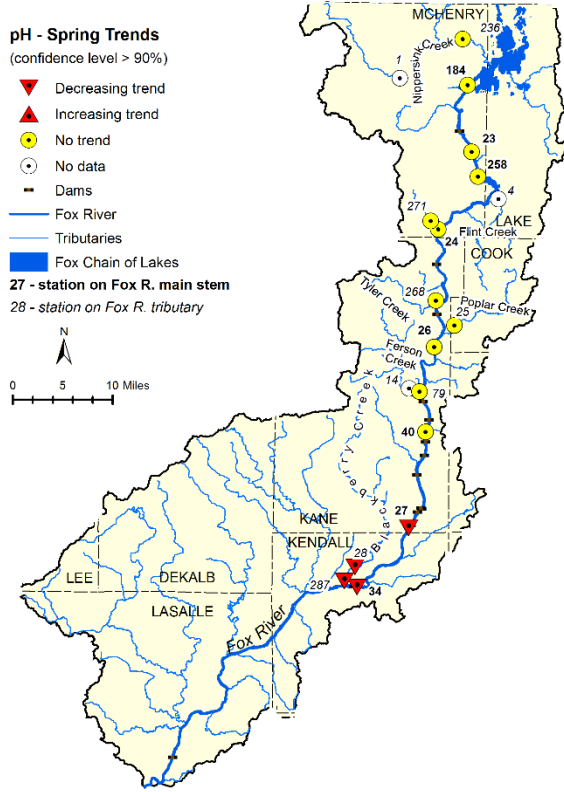 pH - Spring Trends
(confidence level > 90%)
Decreasing trend
Increasing trend
No trend
No data
Dams
Fox River
Tributaries
Fox Chain of Lakes
27 - station on Fox R. main stem
28 - station on Fox R. tributary
N
0 5 10 Miles
MCHENRY
236
1
Nippersink Creek
184
23
258
4
271
LAKE
24
Flint Creek
COOK
268
Tyler Creek
Poplar Creek
25
26
Ferson
Creek
14
79
40
Blackberry Creek
27
KANE
KENDALL
28
287
34
LEE
DEKALB
LASALLE
Fox River